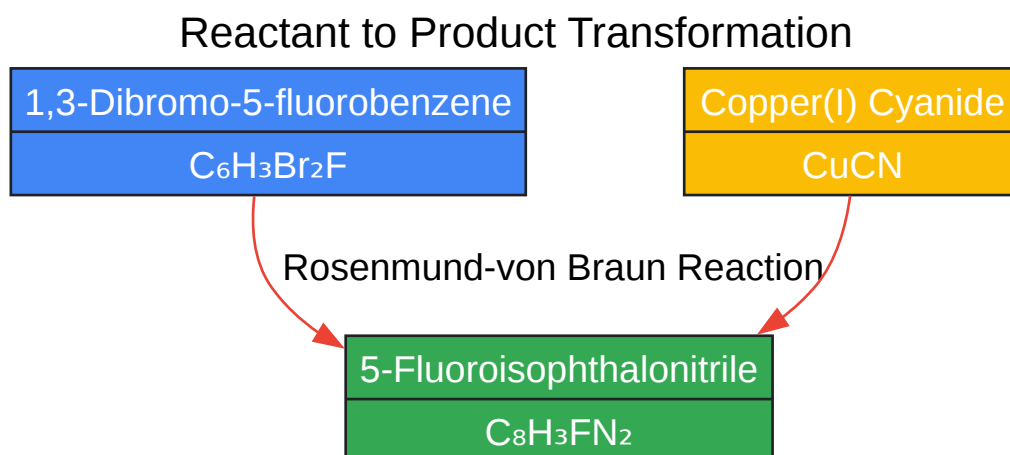 Reactant to Product Transformation
1,3-Dibromo-5-fluorobenzene
C₆H₃Br₂F
Copper(I) Cyanide
CuCN
Rosenmund-von Braun Reaction
5-Fluoroisophthalonitrile
C₈H₃FN₂